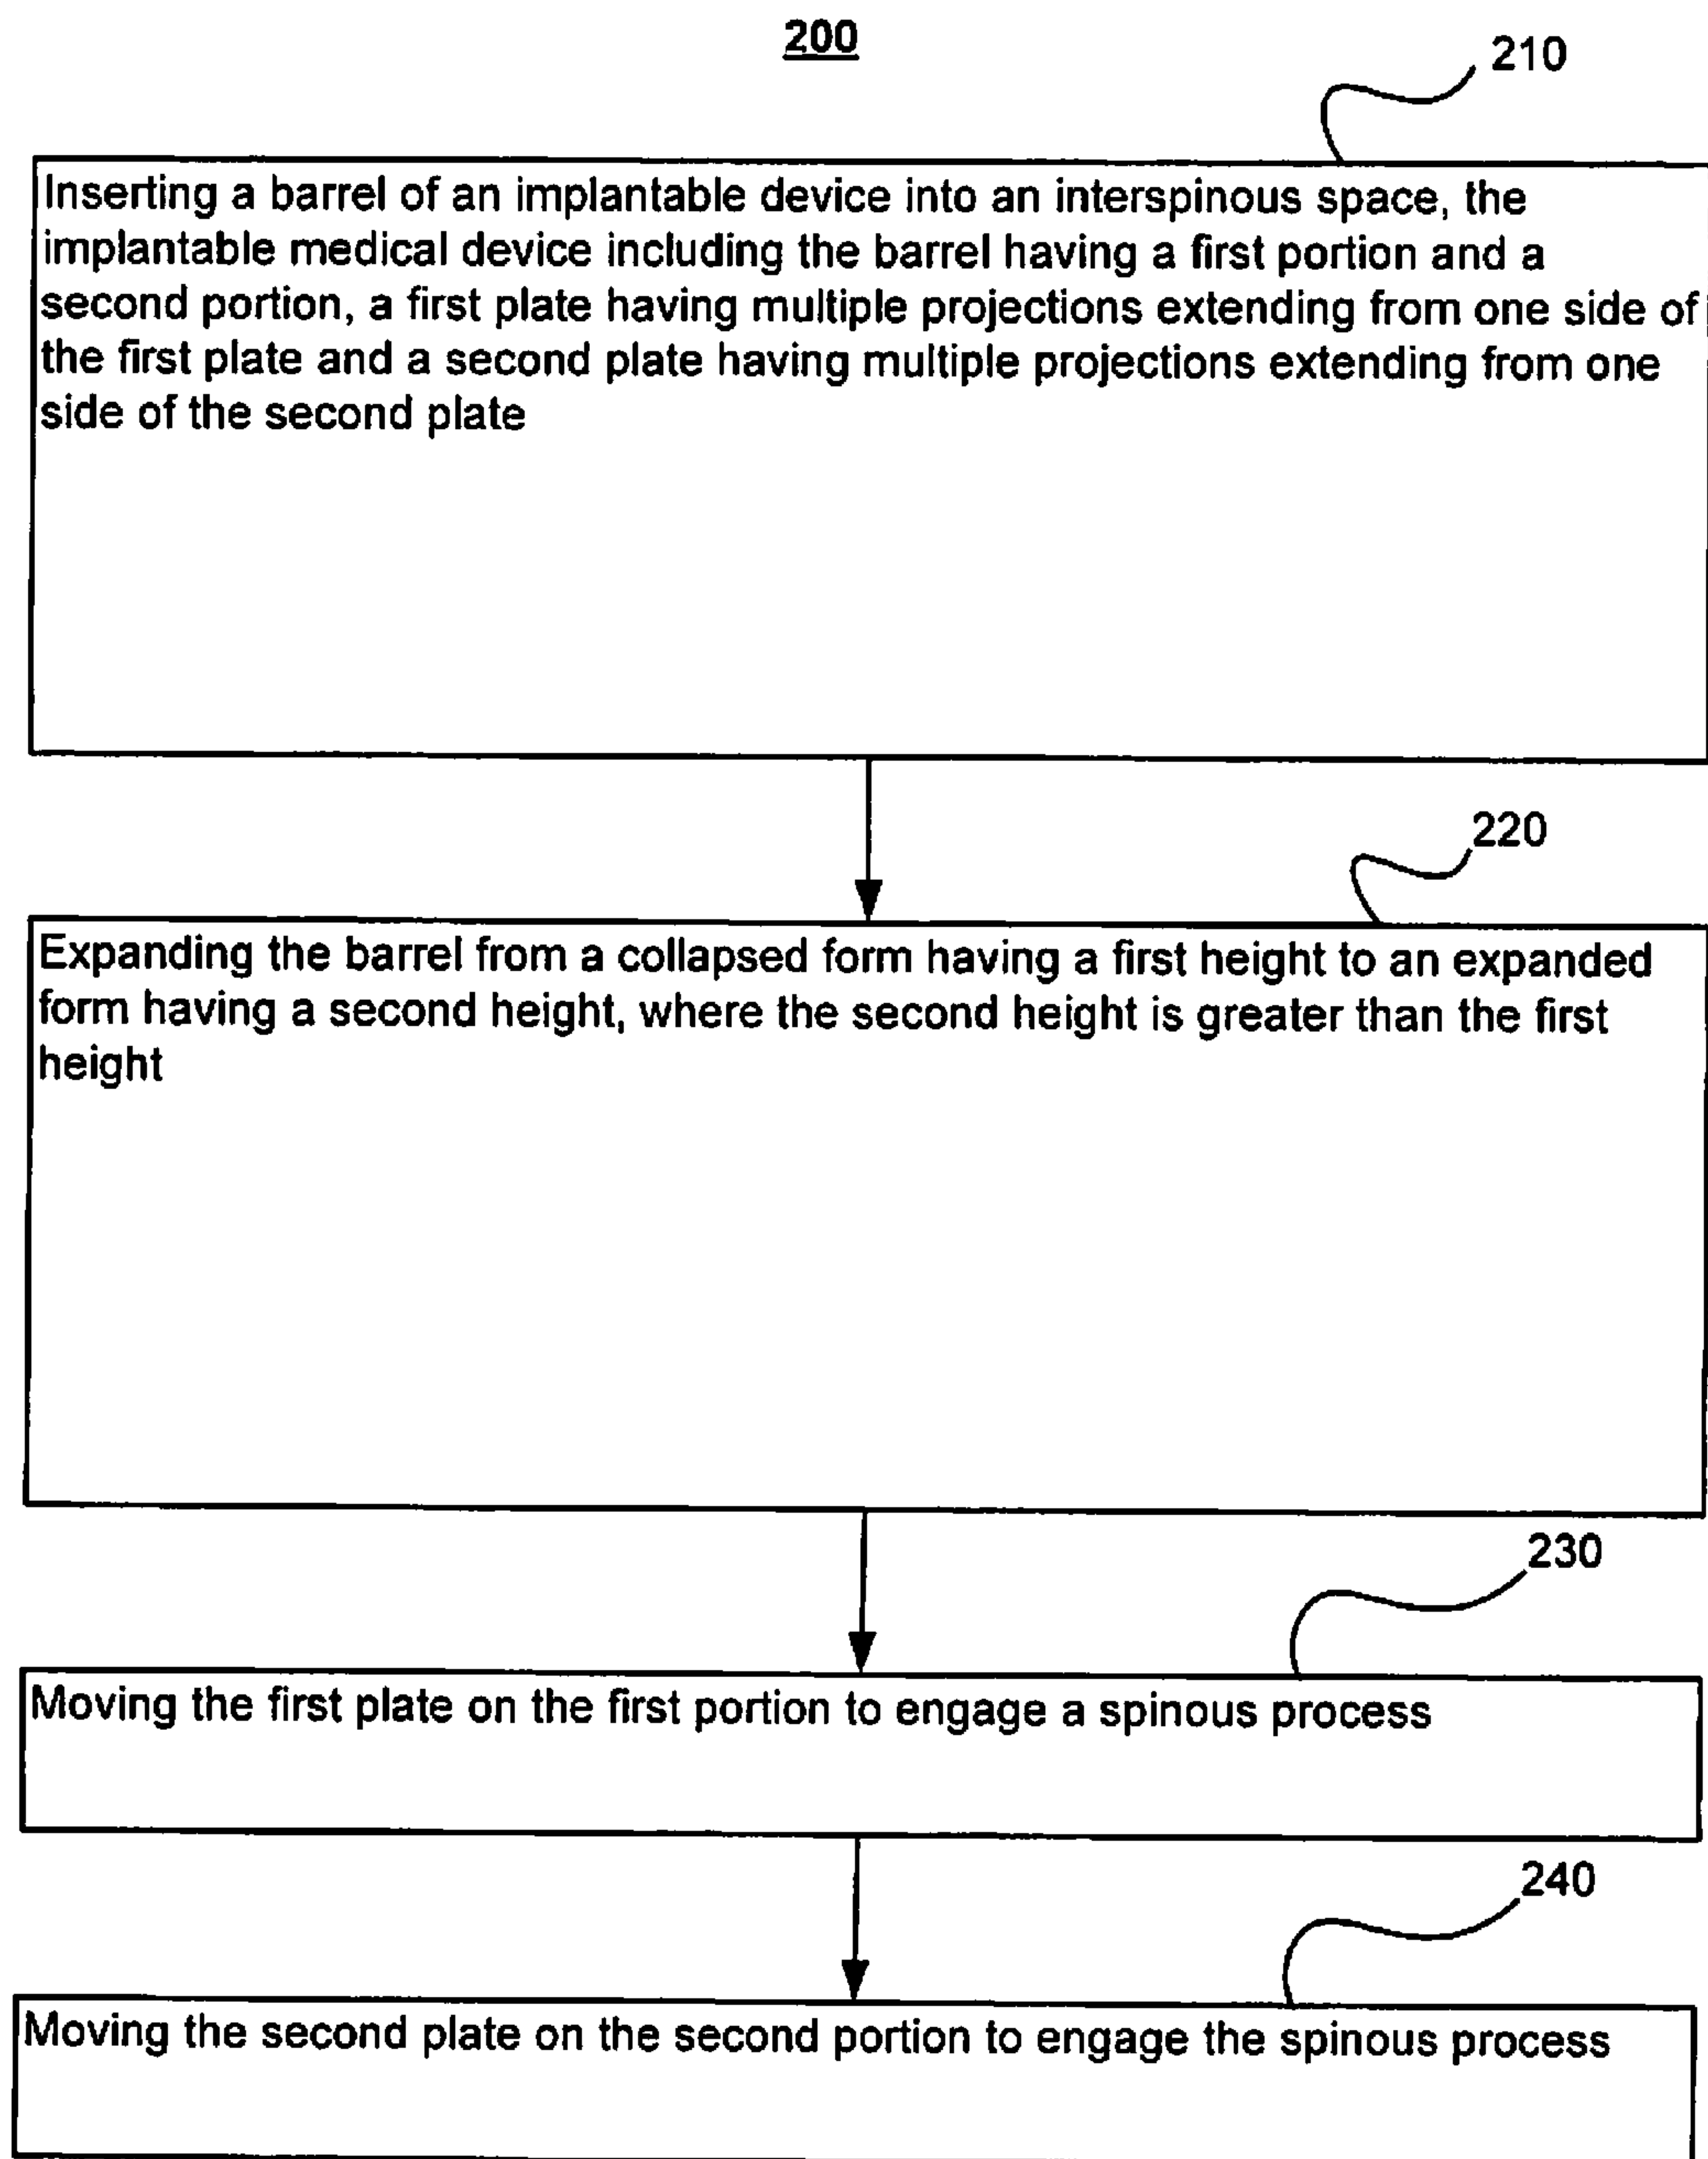 200
210
Inserting a barrel of an implantable device into an interspinous space, the
implantable medical device including the barrel having a first portion and a
second portion, a first plate having multiple projections extending from one side of
the first plate and a second plate having multiple projections extending from one
side of the second plate
220
Expanding the barrel from a collapsed form having a first height to an expanded
form having a second height, where the second height is greater than the first
height
230
Moving the first plate on the first portion to engage a spinous process
240
Moving the second plate on the second portion to engage the spinous process